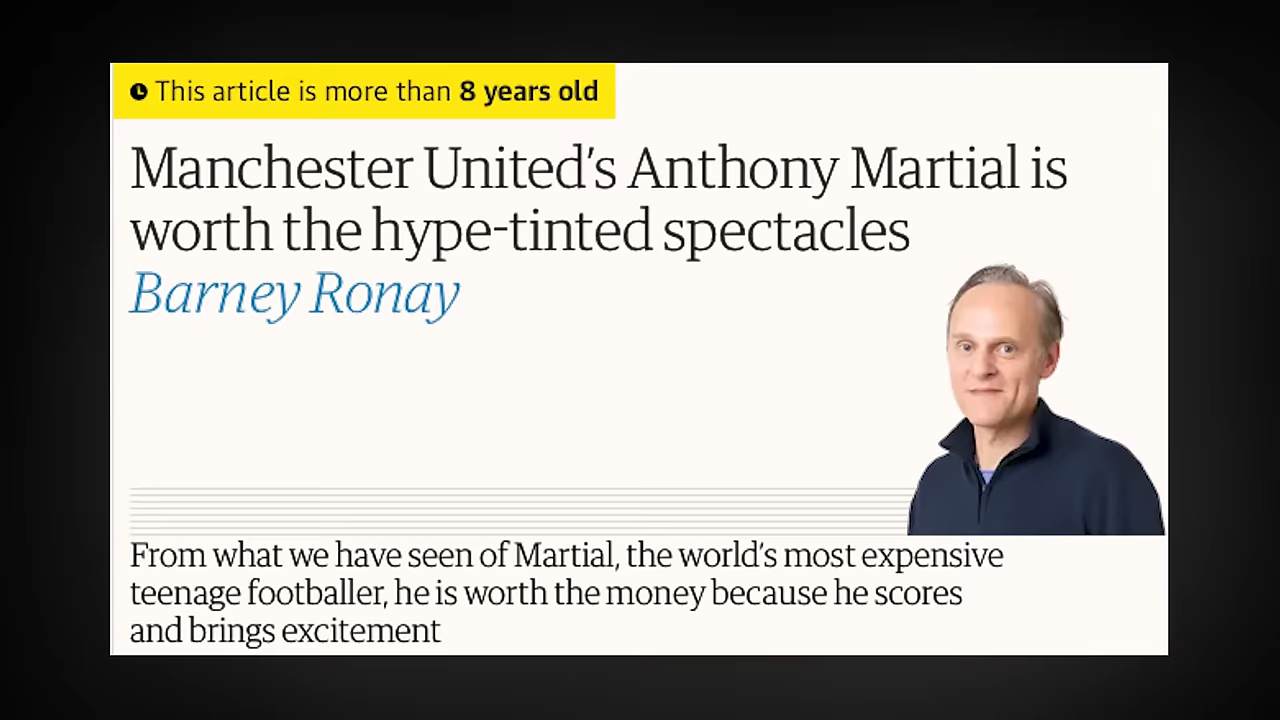 This article is more than 8 years old
Manchester United’s Anthony Martial is
worth the hype-tinted spectacles
Barney Ronay
From what we have seen of Martial, the world’s most expensive
teenage footballer, he is worth the money because he scores
and brings excitement